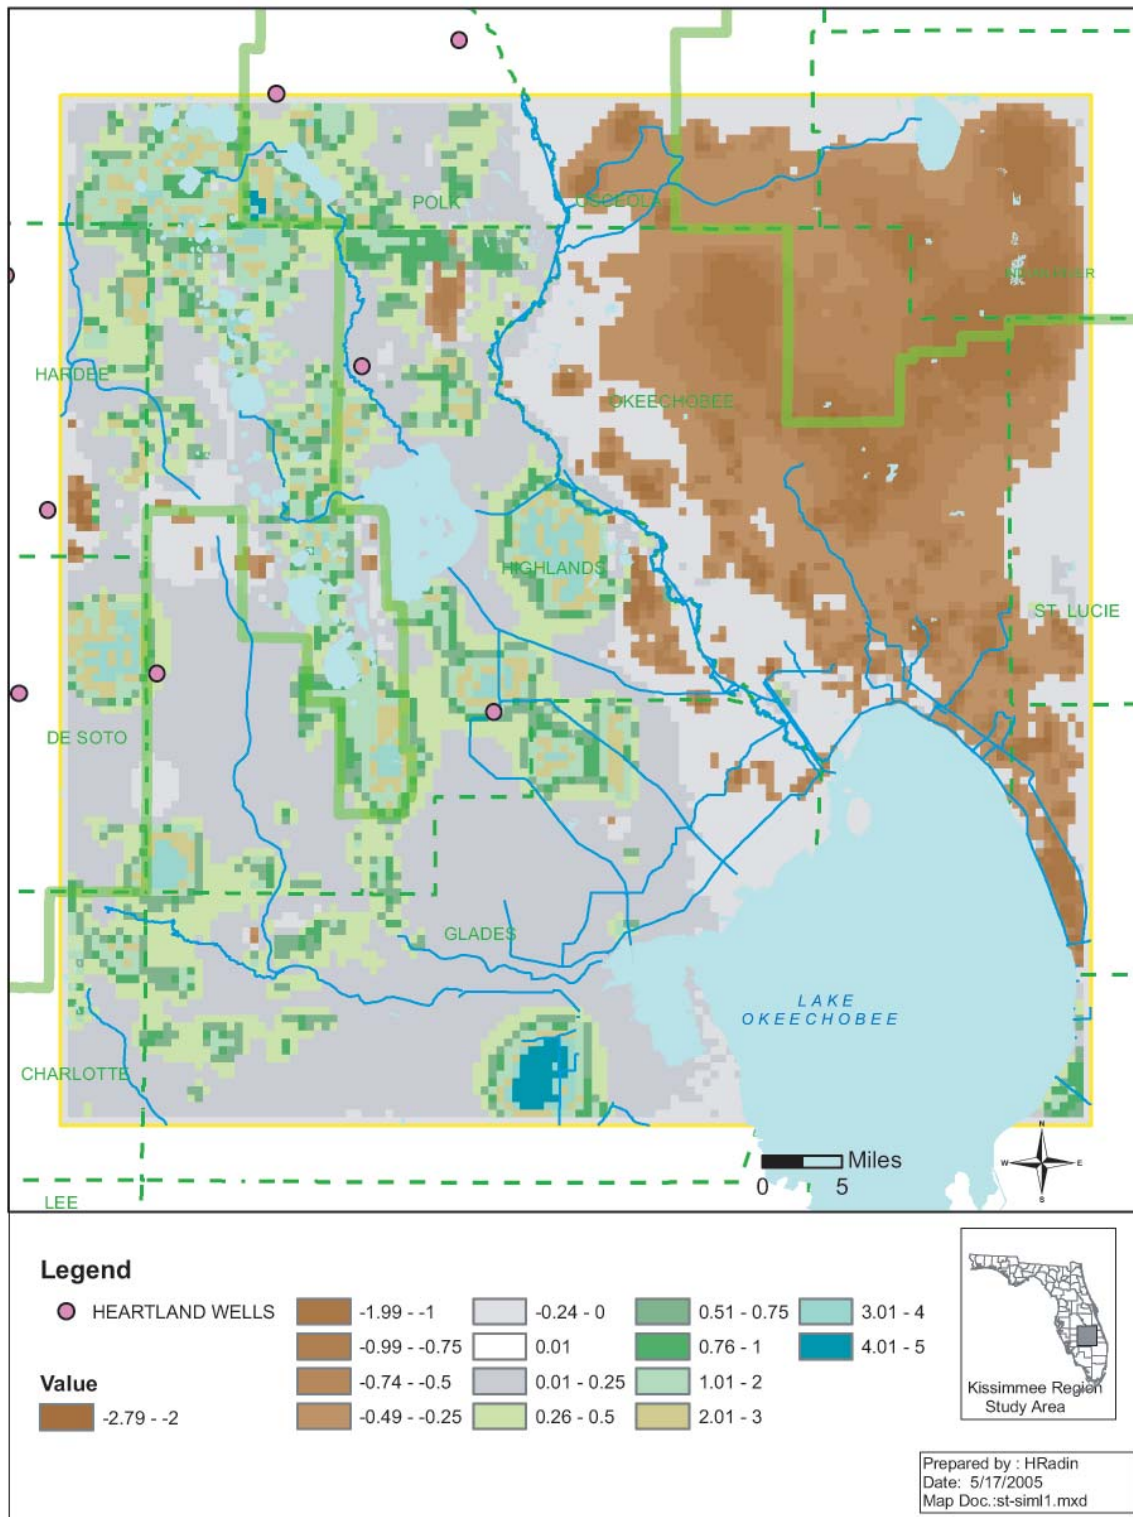 POLK
OSCEOLA
INDIAN RIVER
HARDEE
OKEECHOBEE
HIGHLANDS
ST. LUCIE
DE SOTO
GLADES
LAKE
OKEECHOBEE
CHARLOTTE
LEE
N
W E
S
Miles
0 5
Legend
HEARTLAND WELLS
Value
-2.79 - -2
-1.99 - -1
-0.99 - -0.75
-0.74 - -0.5
-0.49 - -0.25
-0.24 - 0
0.01
0.01 - 0.25
0.26 - 0.5
0.51 - 0.75
0.76 - 1
1.01 - 2
2.01 - 3
3.01 - 4
4.01 - 5
Kissimmee Region
Study Area
Prepared by : HRadin
Date: 5/17/2005
Map Doc.:st-siml1.mxd